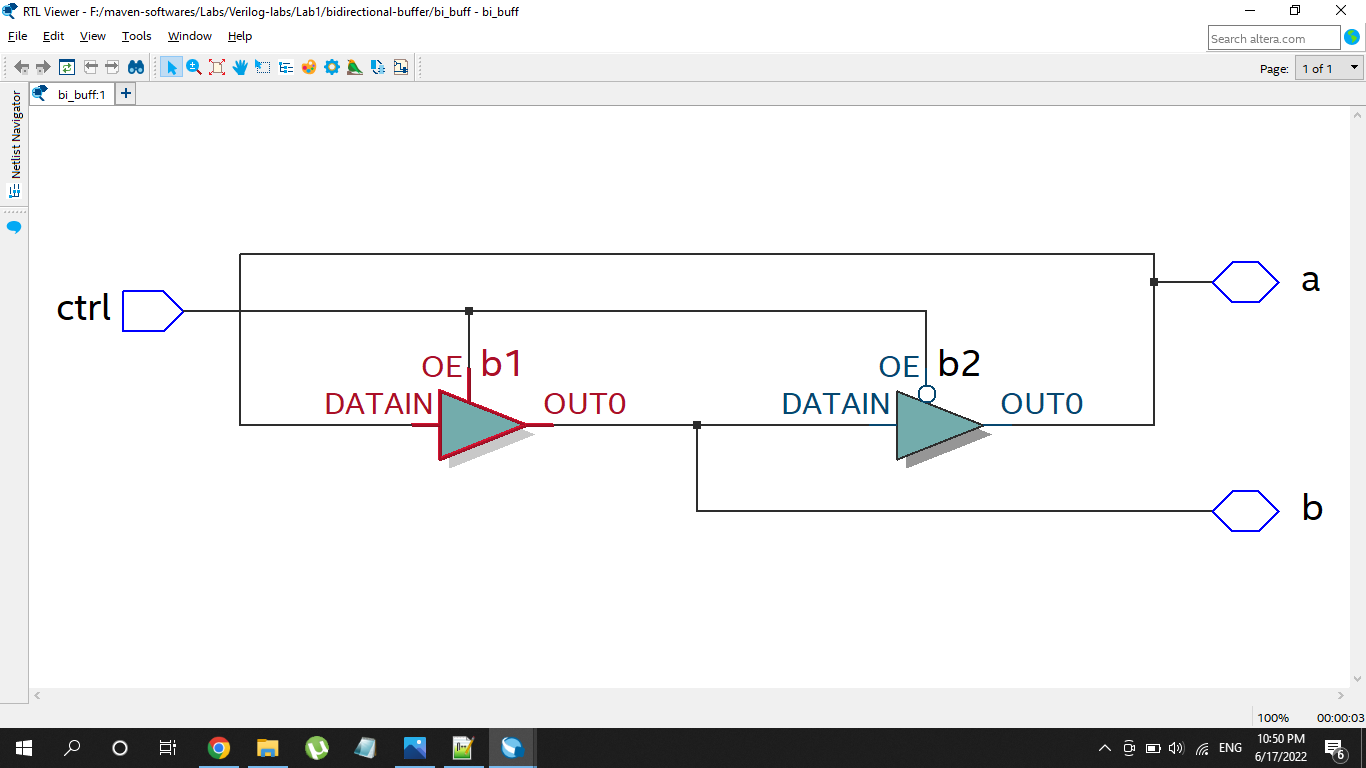 RTL Viewer - F:/maven-softwares/Labs/Verilog-labs/Lab1/bidirectional-buffer/bi_buff - bi_buff
File Edit View Tools Window Help
Search altera.com
Page: 1 of 1
bi_buff:1
Netlist Navigator
a
ctrl
OE b1
OE b2
DATAIN OUT0
DATAIN OUT0
b
100% 00:00:03
ENG
10:50 PM
6/17/2022
6